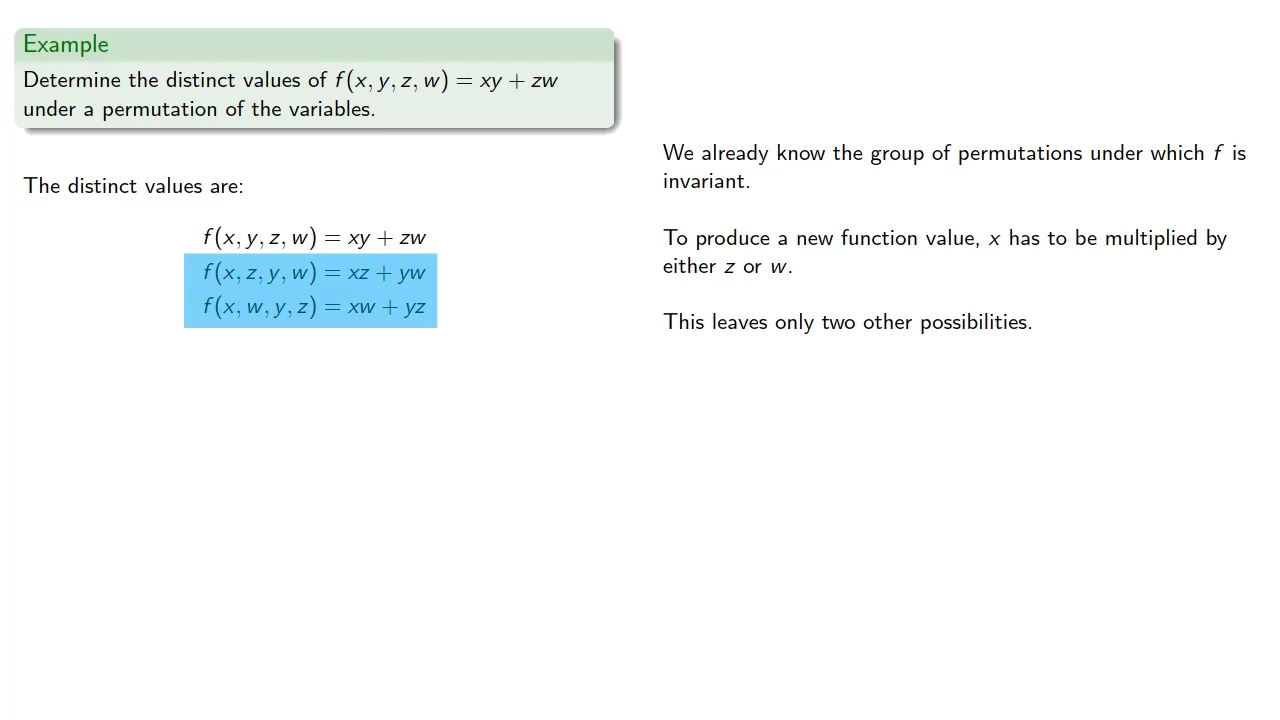 Example
Determine the distinct values of f(x, y, z, w) = xy + zw
under a permutation of the variables.
The distinct values are:
f(x, y, z, w) = xy + zw
f(x, z, y, w) = xz + yw
f(x, w, y, z) = xw + yz
We already know the group of permutations under which f is
invariant.
To produce a new function value, x has to be multiplied by
either z or w.
This leaves only two other possibilities.